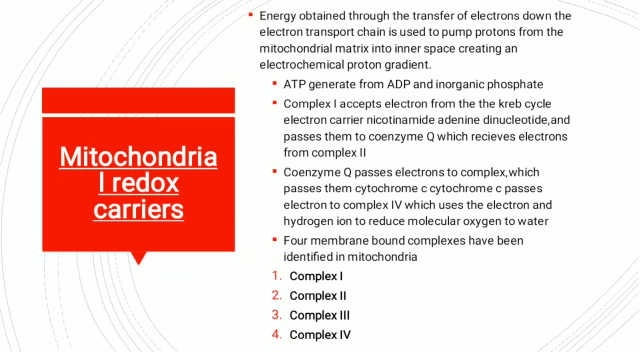 Mitochondria
l redox
carriers
▪ Energy obtained through the transfer of electrons down the
electron transport chain is used to pump protons from the
mitochondrial matrix into inner space creating an
electrochemical proton gradient.
▪ ATP generate from ADP and inorganic phosphate
▪ Complex I accepts electron from the the kreb cycle
electron carrier nicotinamide adenine dinucleotide,and
passes them to coenzyme Q which recieves electrons
from complex II
▪ Coenzyme Q passes electrons to complex,which
passes them cytochrome c cytochrome c passes
electron to complex IV which uses the electron and
hydrogen ion to reduce molecular oxygen to water
▪ Four membrane bound complexes have been
identified in mitochondria
1. Complex I
2. Complex II
3. Complex III
4. Complex IV